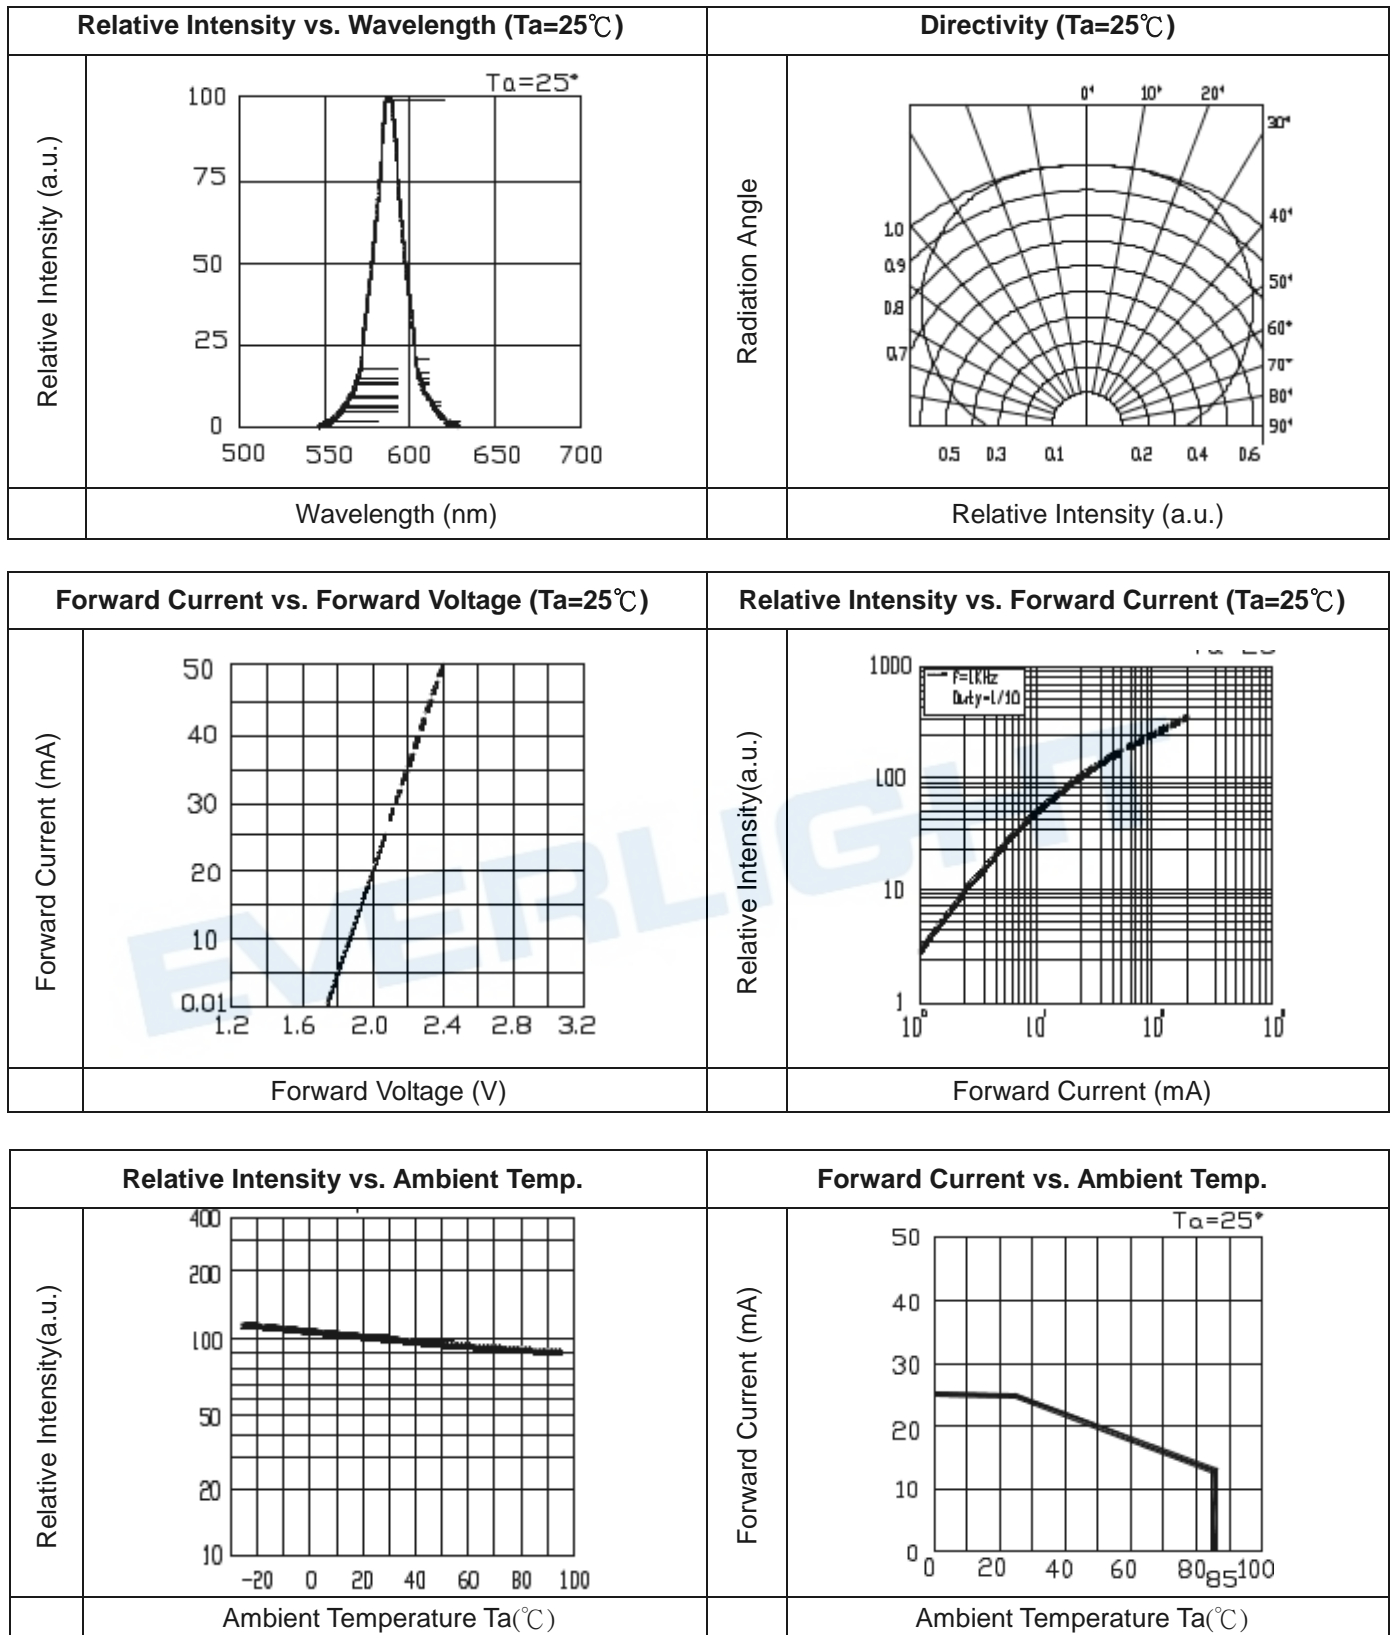 Relative Intensity vs. Wavelength (Ta=25℃)
Directivity (Ta=25℃)
Relative Intensity (a.u.)
Ta=25°
100
75
50
25
0
500 550 600 650 700
Wavelength (nm)
Radiation Angle
0° 10° 20°
30°
40°
50°
60°
70°
80°
90°
1.0
0.9
0.8
0.7
0.5 0.3 0.1 0.2 0.4 0.6
Relative Intensity (a.u.)
Forward Current vs. Forward Voltage (Ta=25℃)
Relative Intensity vs. Forward Current (Ta=25℃)
Forward Current (mA)
50
40
30
20
10
0.01
1.2 1.6 2.0 2.4 2.8 3.2
Forward Voltage (V)
Relative Intensity(a.u.)
F=1KHz
Duty=1/10
1000
100
10
1
10 10 10 10
Forward Current (mA)
EVERLIGHT
Relative Intensity vs. Ambient Temp.
Forward Current vs. Ambient Temp.
Relative Intensity(a.u.)
400
200
100
50
20
10
-20 0 20 40 60 80 100
Ambient Temperature Ta(℃)
Forward Current (mA)
Ta=25°
50
40
30
20
10
0
0 20 40 60 80 85 100
Ambient Temperature Ta(℃)